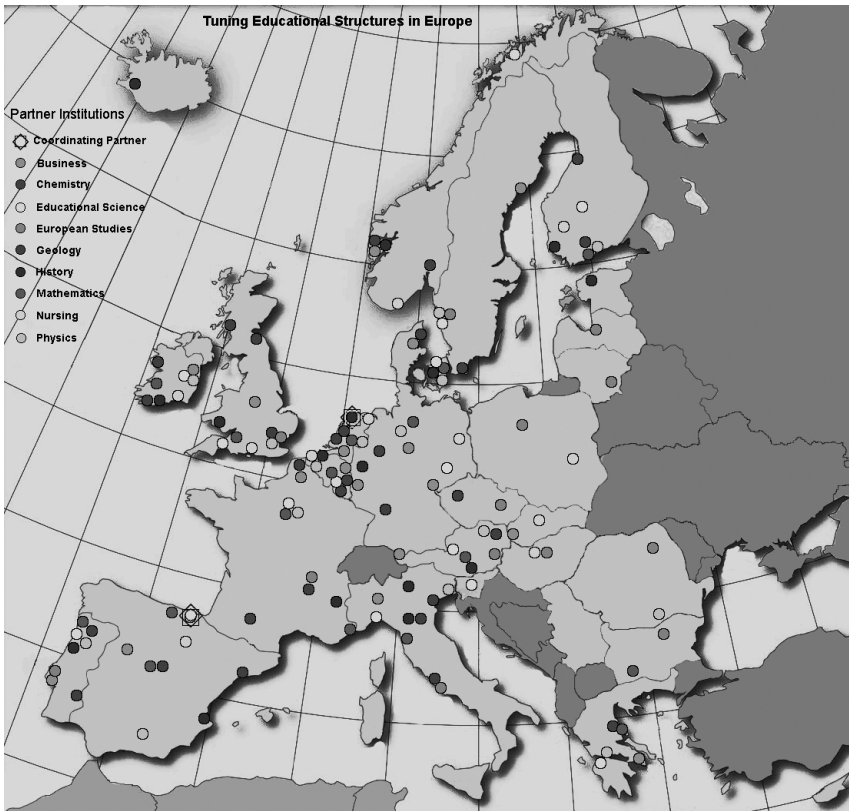 Tuning Educational Structures in Europe
Partner Institutions
Coordinating Partner
Business
Chemistry
Educational Science
European Studies
Geology
History
Mathematics
Nursing
Physics